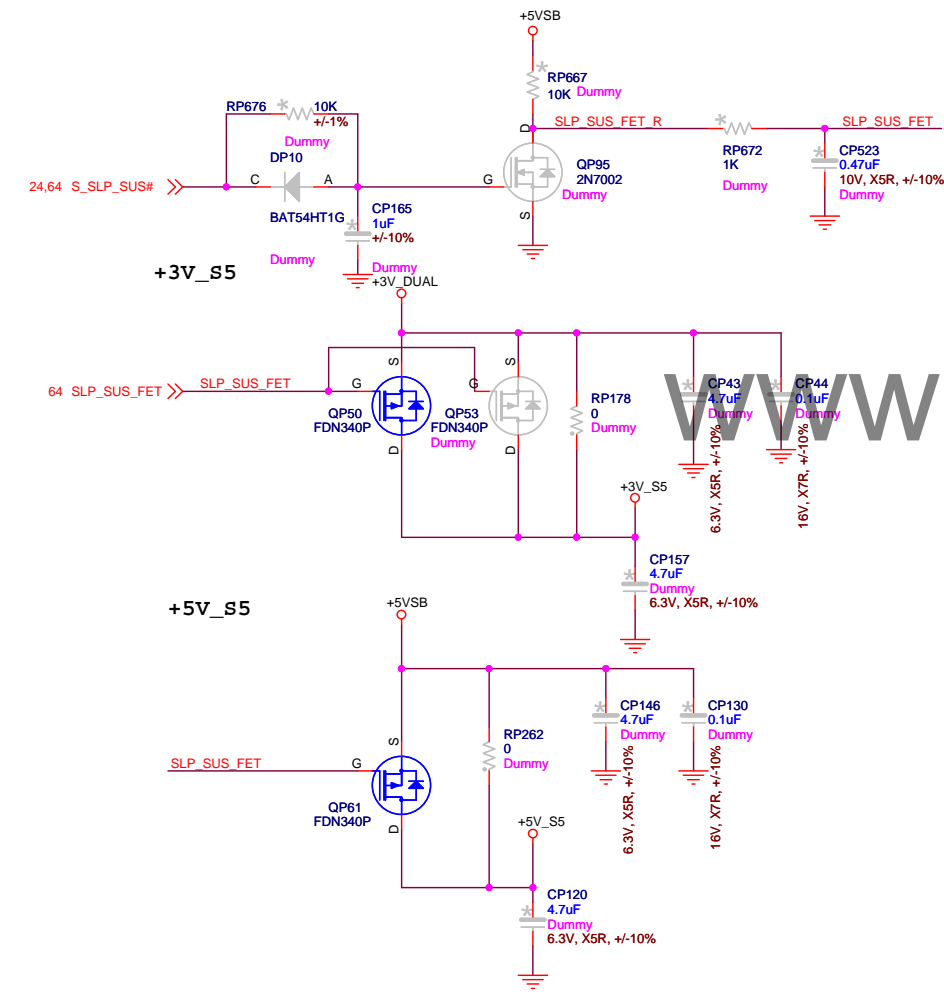 +5VSB
RP667
10K Dummy
RP676
10K
+/-1%
Dummy
D
SLP_SUS_FET_R
SLP_SUS_FET
RP672
1K
Dummy
CP523
0.47uF
10V, X5R, +/-10%
Dummy
DP10
24,64 S_SLP_SUS#
C
A
G
QP95
2N7002
Dummy
S
BAT54HT1G
CP165
1uF
+/-10%
Dummy
Dummy
+3V_S5
+3V_DUAL
S
S
64 SLP_SUS_FET
SLP_SUS_FET
G
G
QP50
FDN340P
QP53
FDN340P
Dummy
D
D
RP178
0
Dummy
CP43
4.7uF
Dummy
6.3V, X5R, +/-10%
CP44
0.1uF
Dummy
16V, X7R, +/-10%
WWW
+3V_S5
CP157
4.7uF
Dummy
6.3V, X5R, +/-10%
+5V_S5
+5VSB
S
SLP_SUS_FET
G
QP61
FDN340P
D
RP262
0
Dummy
CP146
4.7uF
Dummy
6.3V, X5R, +/-10%
CP130
0.1uF
Dummy
16V, X7R, +/-10%
+5V_S5
CP120
4.7uF
Dummy
6.3V, X5R, +/-10%